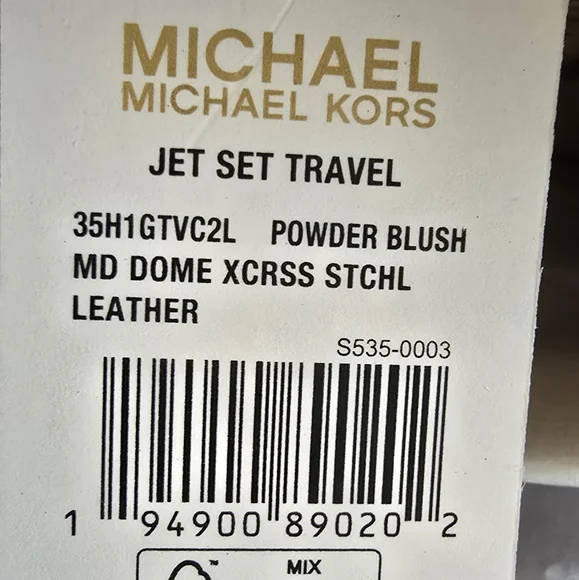 MICHAEL
MICHAEL KORS
JET SET TRAVEL
35H1GTVC2L POWDER BLUSH
MD DOME XCRSS STCHL
LEATHER
S535-0003
1 94900 89020 2
™ MIX